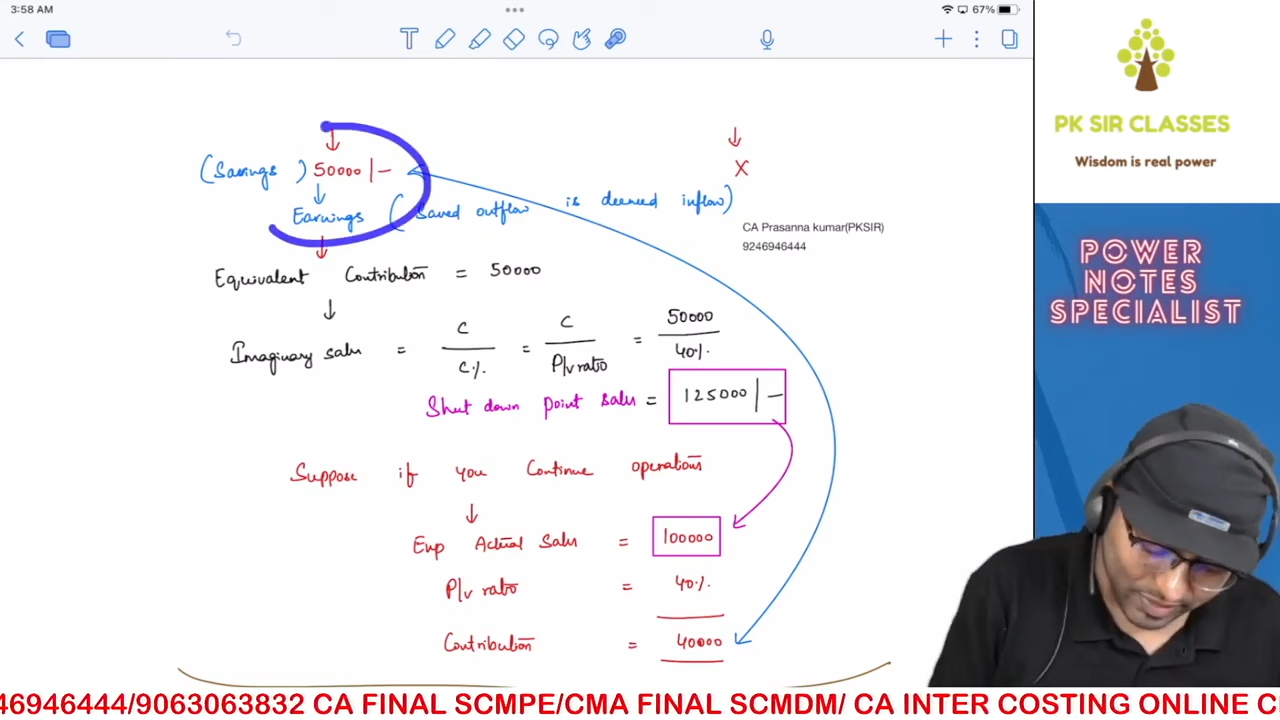 3:58 AM
67%
PK SIR CLASSES
Wisdom is real power
(Savings ) 50000/-
X
Earnings (Saved outflow is deemed inflow)
CA Prasanna kumar(PKSIR)
9246946444
POWER
NOTES
SPECIALIST
Equivalent Contribution = 50000
Imaginary sales = C / C% = C / P/v ratio = 50000 / 40%
Shut down point sales = 125000/-
Suppose if you Continue operations
Exp Actual Sales = 100000
P/v ratio = 40%
Contribution = 40000
46946444/9063063832 CA FINAL SCMPE/CMA FINAL SCMDM/ CA INTER COSTING ONLINE C